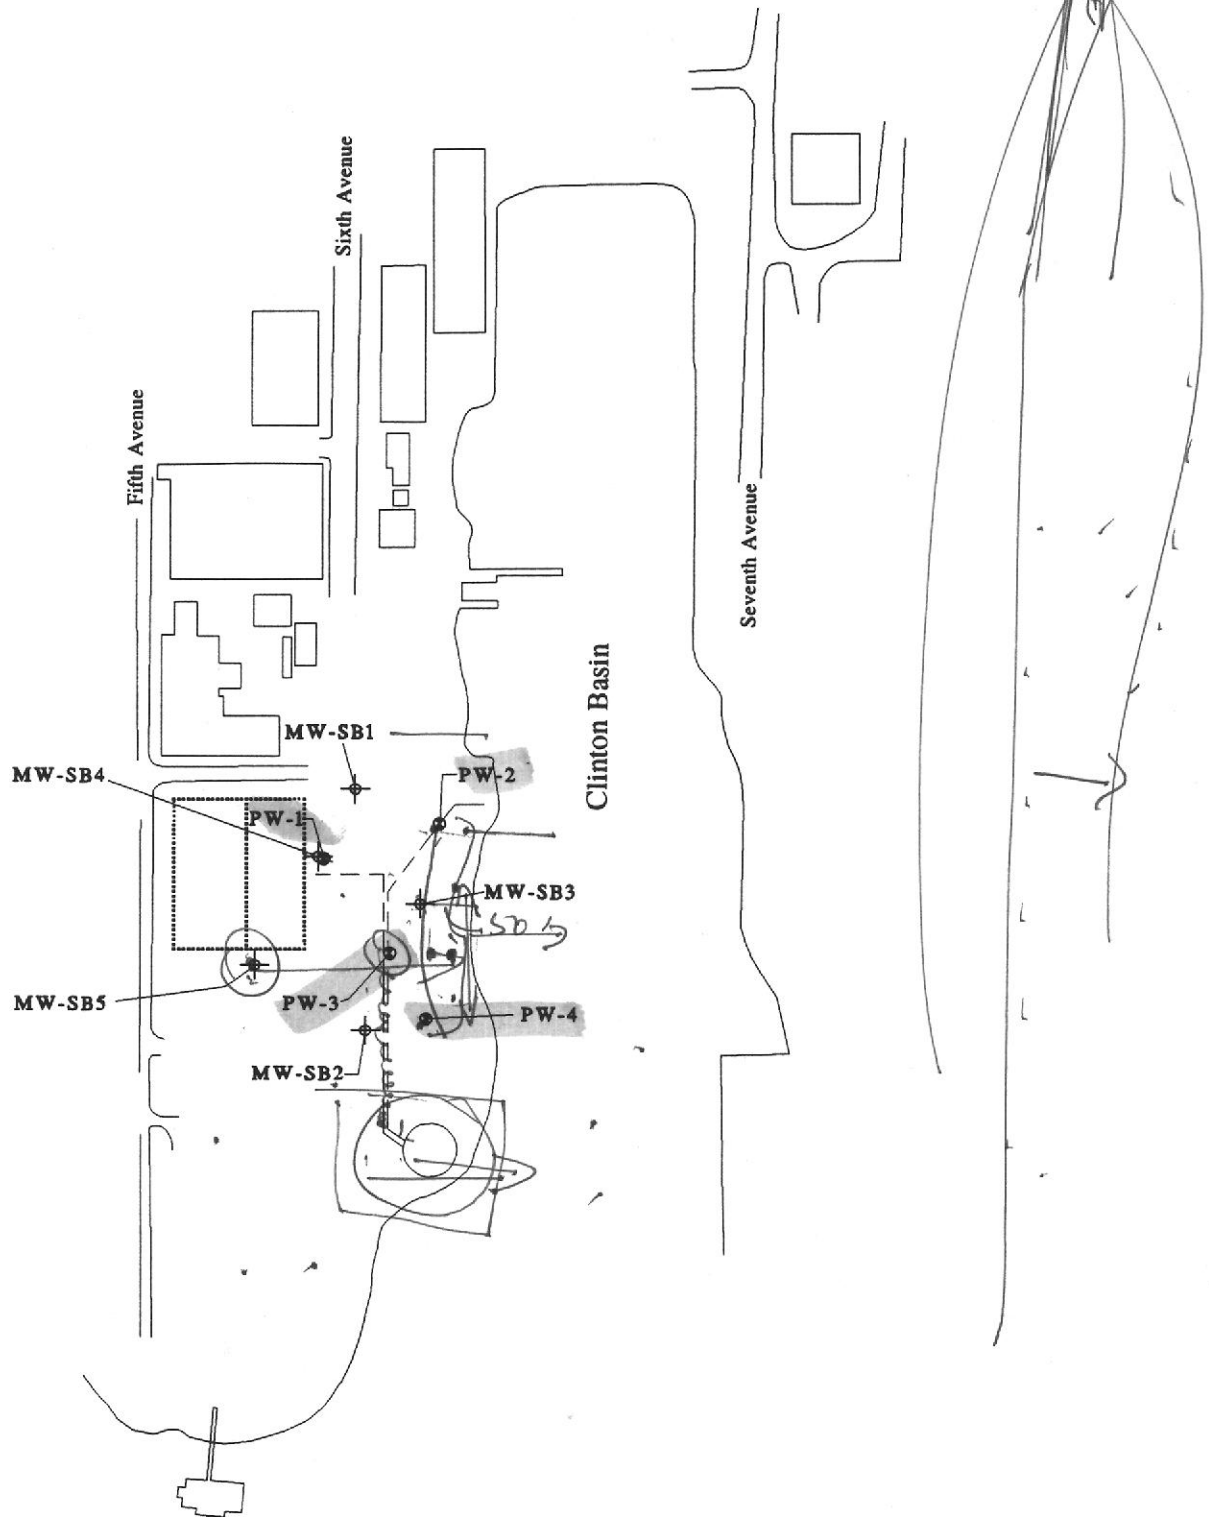 Sixth Avenue
Fifth Avenue
Seventh Avenue
Clinton Basin
MW-SB1
MW-SB4
PW-2
PW-1
MW-SB3
MW-SB5
PW-3
PW-4
MW-SB2